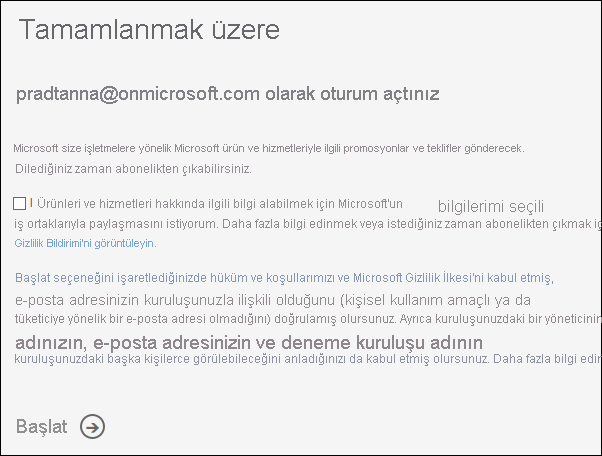 Tamamlanmak üzere
pradtanna@onmicrosoft.com olarak oturum açtınız
Microsoft size işletmelere yönelik Microsoft ürün ve hizmetleriyle ilgili promosyonlar ve teklifler gönderecek.
Dilediğiniz zaman abonelikten çıkabilirsiniz.
I Ürünleri ve hizmetleri hakkında ilgili bilgi alabilmek için Microsoft'un bilgilerimi seçili
iş ortaklarıyla paylaşmasını istiyorum. Daha fazla bilgi edinmek veya istediğiniz zaman abonelikten çıkmak iç
Gizlilik Bildirimi'ni görüntüleyin.
Başlat seçeneğini işaretlediğinizde hüküm ve koşullarımızı ve Microsoft Gizlilik İlkesi'ni kabul etmiş,
e-posta adresinizin kuruluşunuzla ilişkili olduğunu (kişisel kullanım amaçlı ya da
tüketiciye yönelik bir e-posta adresi olmadığını) doğrulamış olursunuz. Ayrıca kuruluşunuzdaki bir yöneticinin
adınızın, e-posta adresinizin ve deneme kuruluşu adının
kuruluşunuzdaki başka kişilerce görülebileceğini anladığınızı da kabul etmiş olursunuz. Daha fazla bilgi edin
Başlat